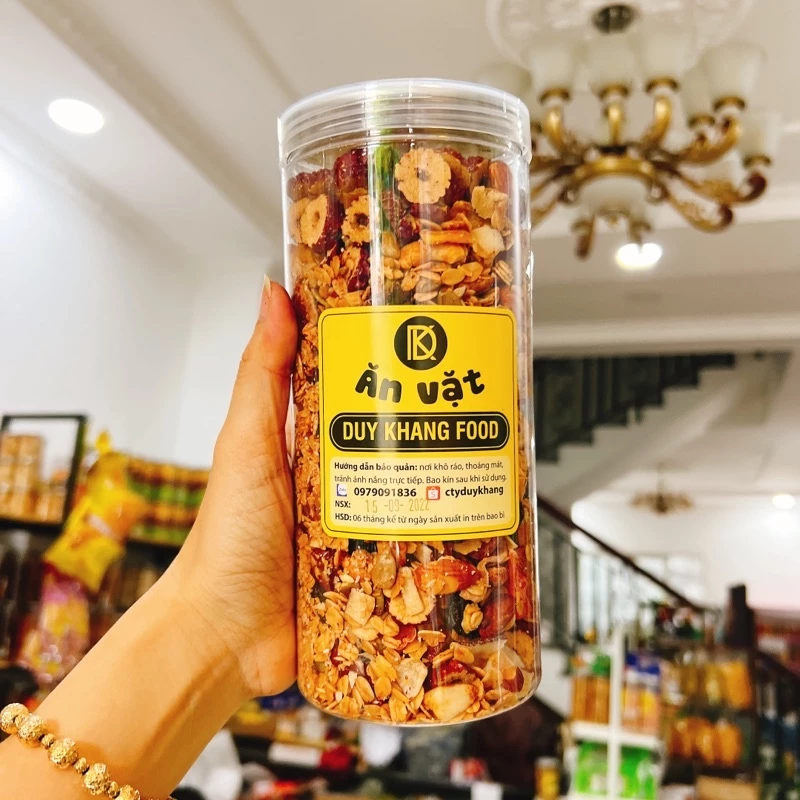 DK
Ăn vặt
DUY KHANG FOOD
Hướng dẫn bảo quản: nơi khô ráo, thoáng mát,
tránh ánh nắng trực tiếp. Bao kín sau khi sử dụng.
0979091836 ctyduykhang
NSX: 15 -09- 2022
HSD: 06 tháng kể từ ngày sản xuất in trên bao bì